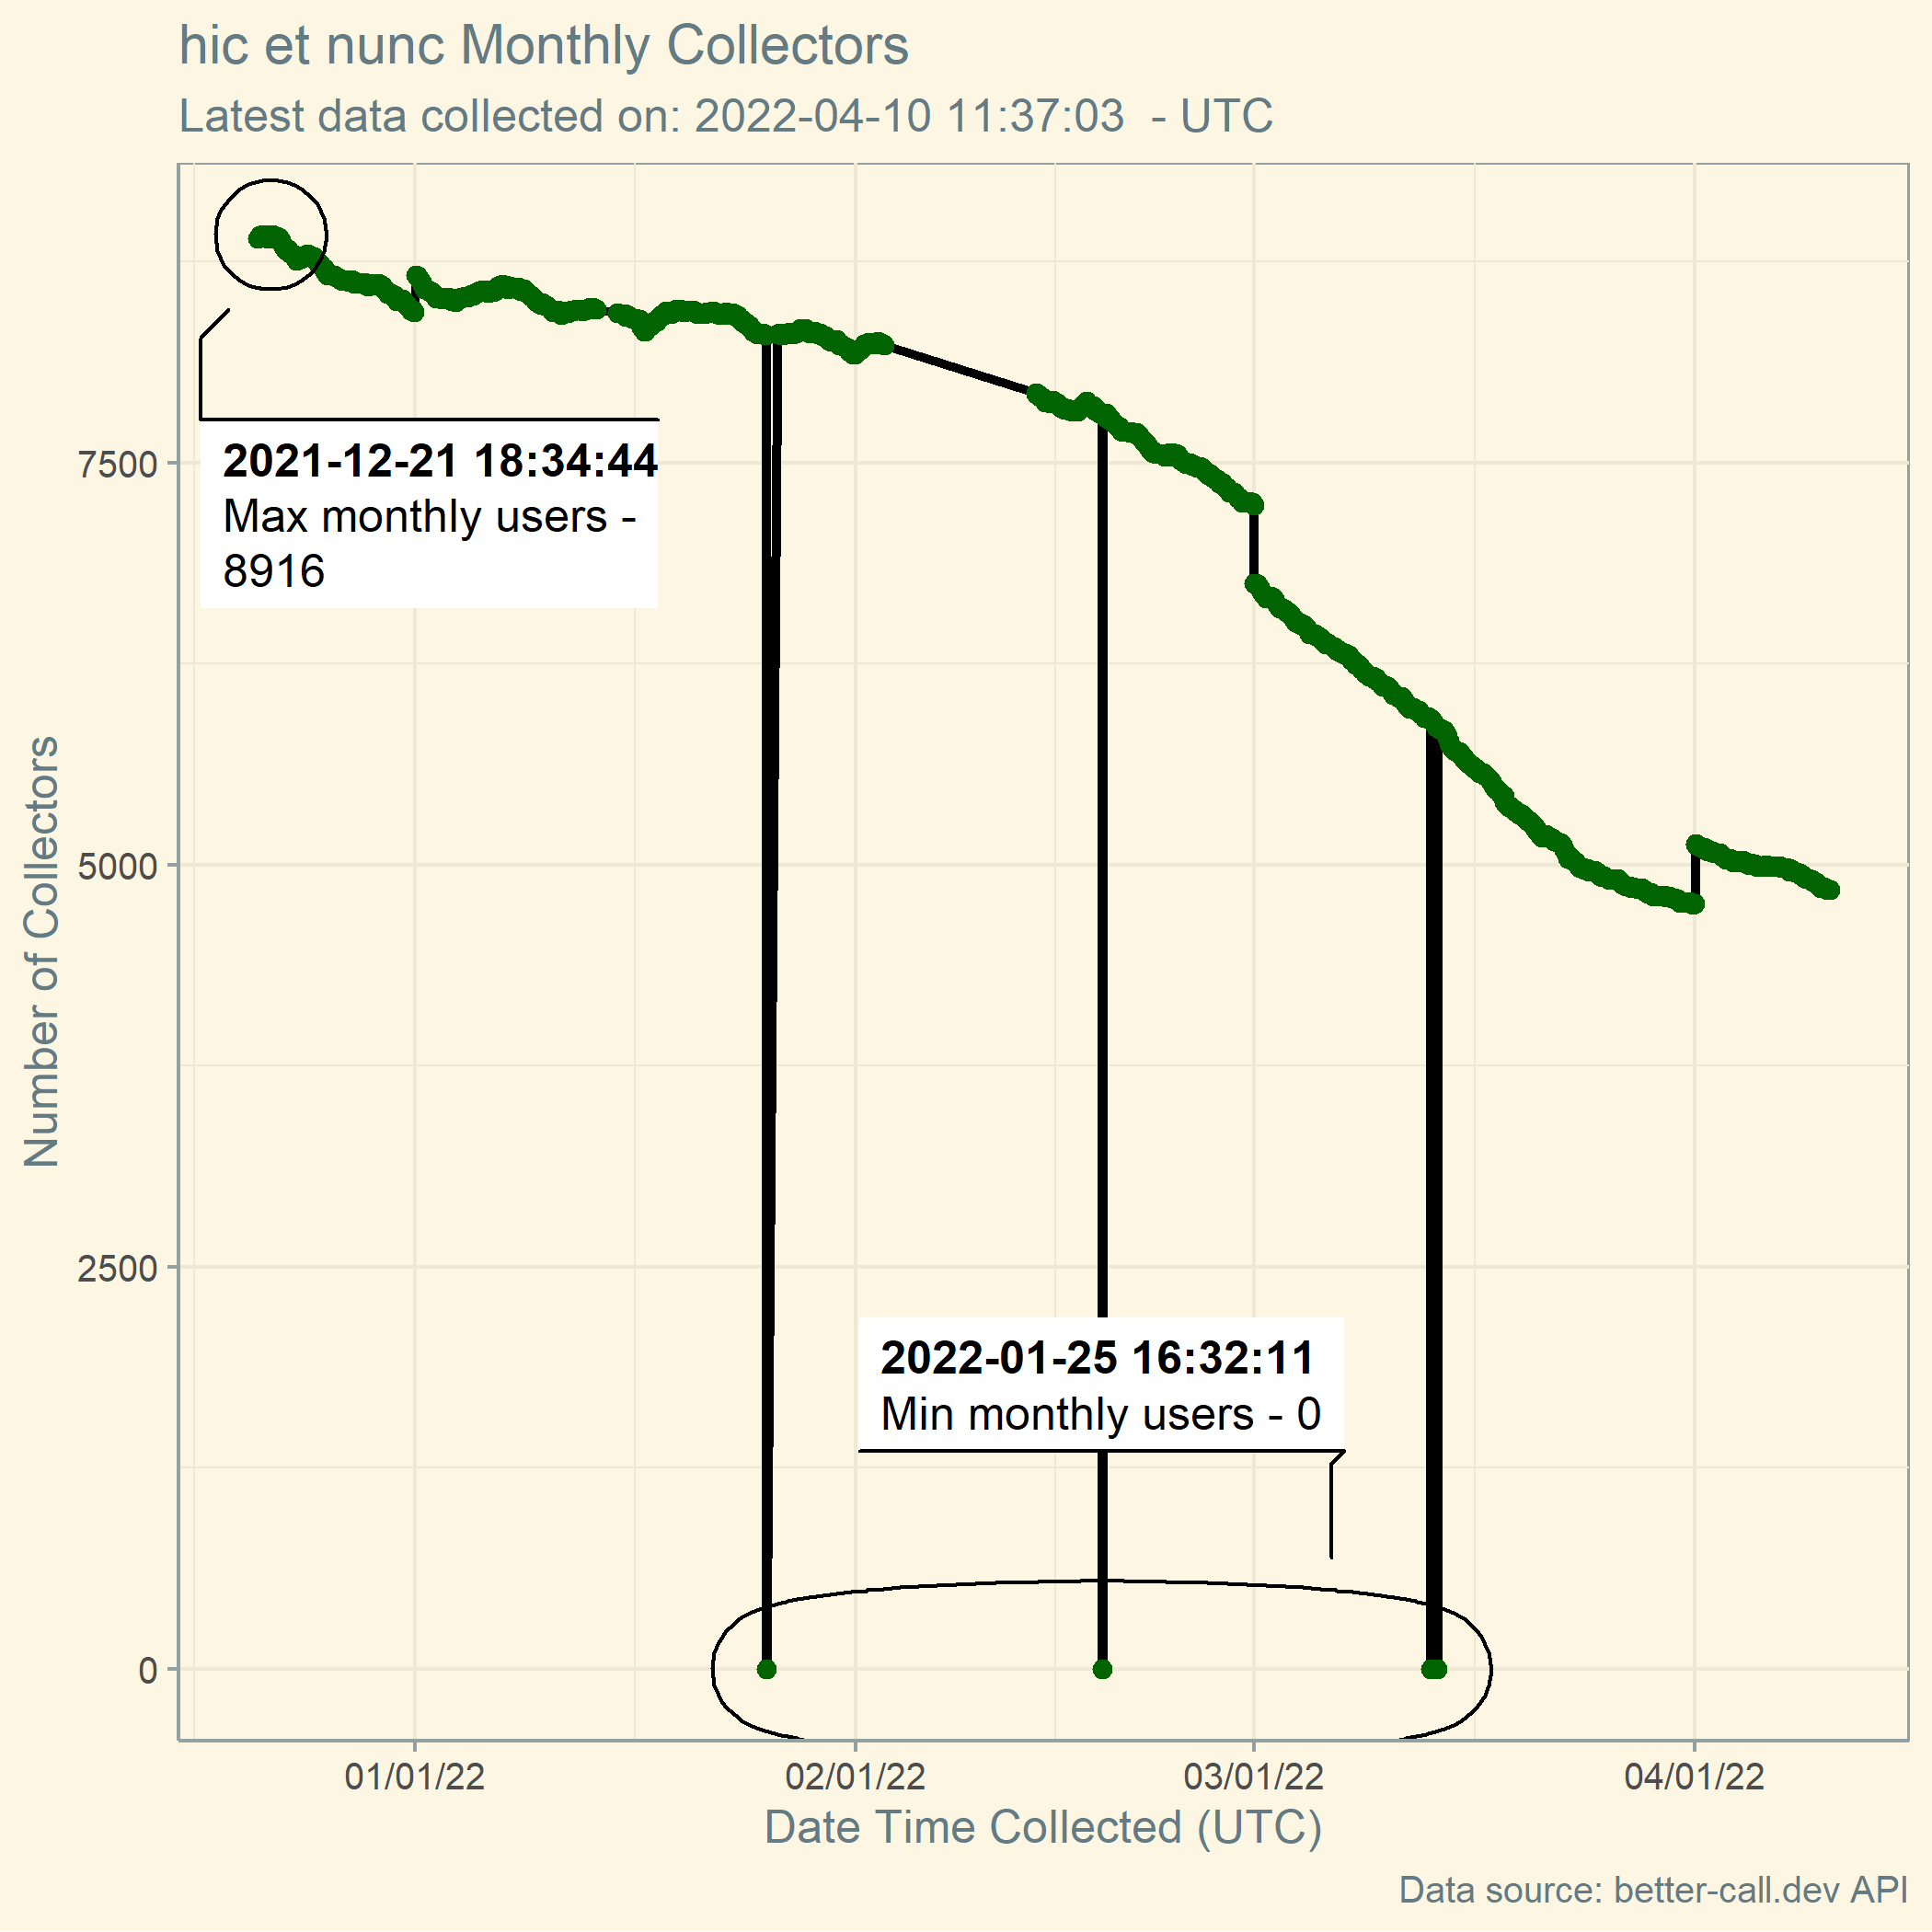 hic et nunc Monthly Collectors
Latest data collected on: 2022-04-10 11:37:03  - UTC
Number of Collectors
7500
5000
2500
0
2021-12-21 18:34:44
Max monthly users -
8916
2022-01-25 16:32:11
Min monthly users - 0
01/01/22
02/01/22
03/01/22
04/01/22
Date Time Collected (UTC)
Data source: better-call.dev API